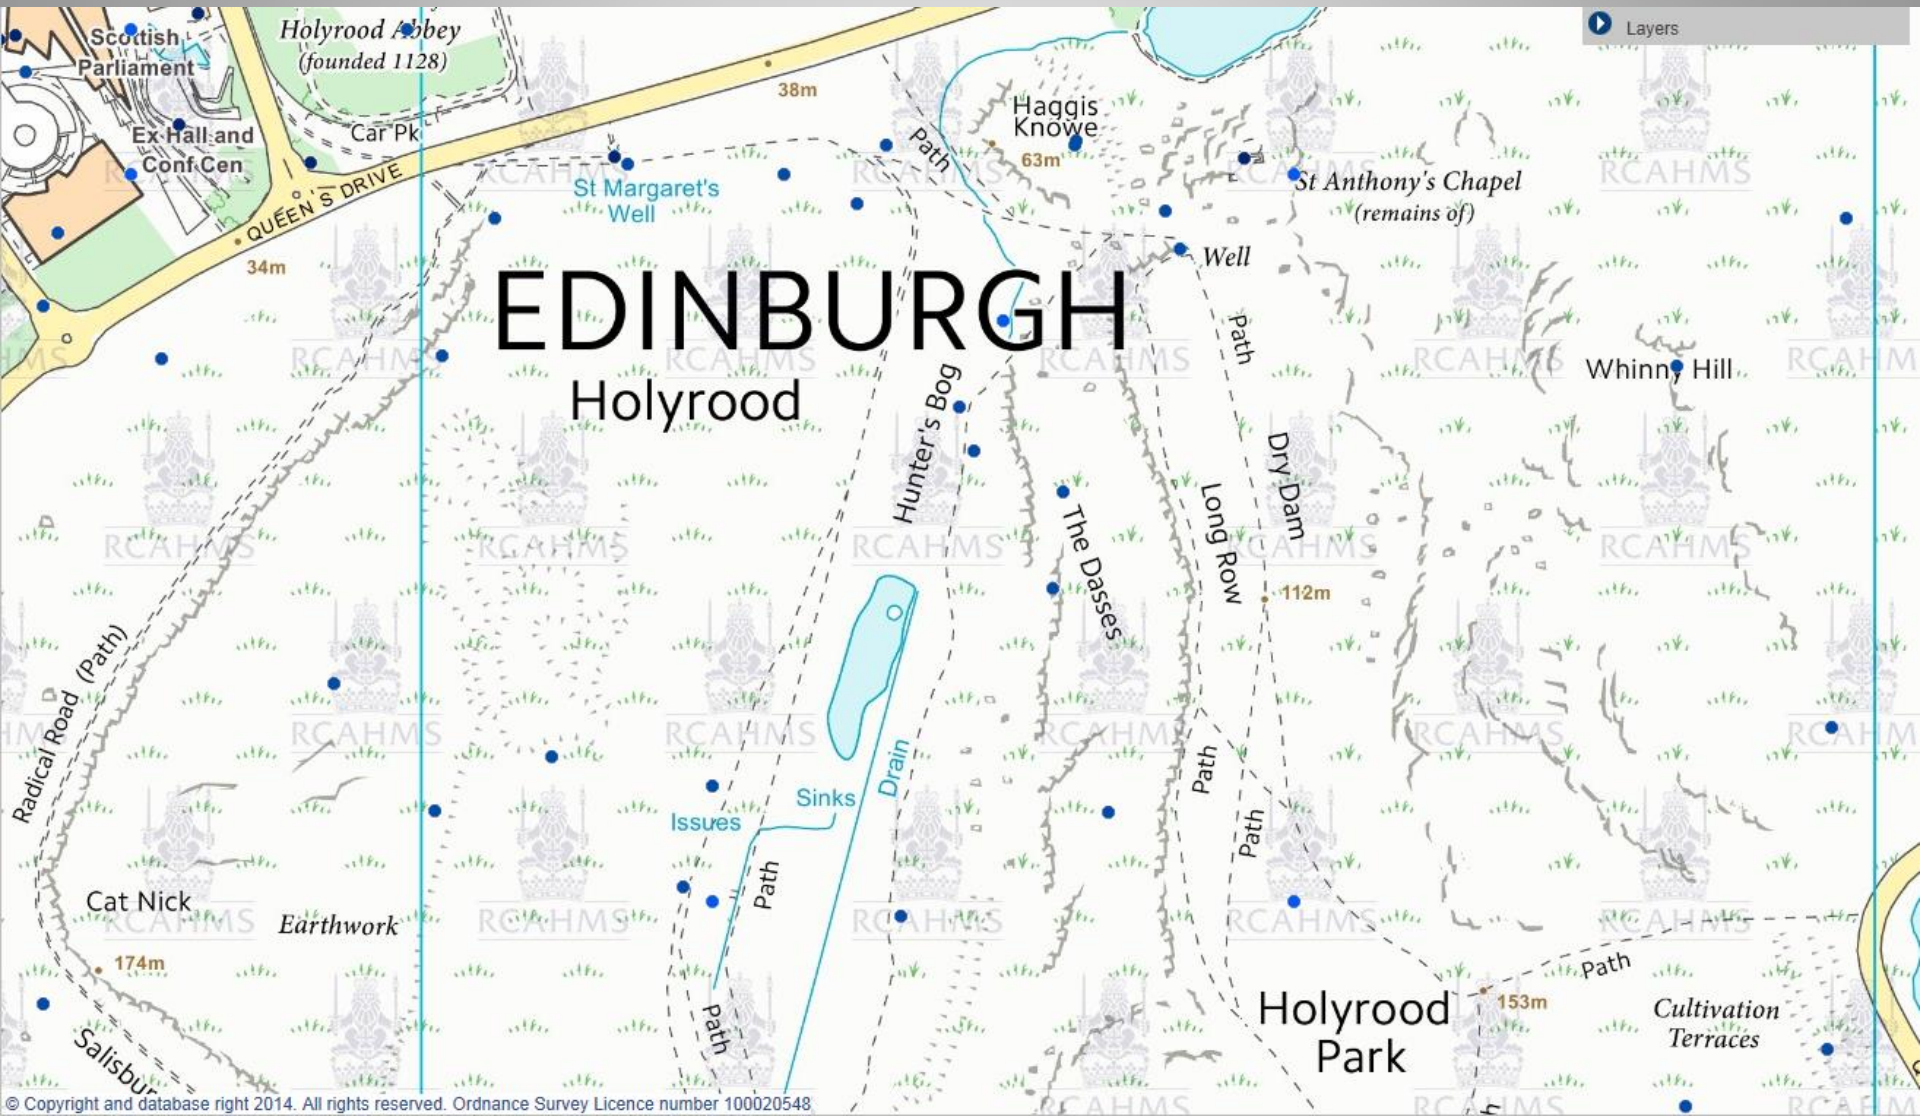 Layers
Scottish
Parliament
Holyrood Abbey
(founded 1128)
38m
Haggis
Knowe
63m
Ex Hall and
Conf Cen
Car Pk
Path
QUEEN'S DRIVE
St Margaret's
Well
St Anthony's Chapel
(remains of)
34m
Well
EDINBURGH
Holyrood
Path
Whinny Hill
Hunter's Bog
Dry Dam
Long Row
The Dasses
112m
Radical Road (Path)
Drain
Sinks
Issues
Path
Path
Path
Cat Nick
Earthwork
174m
Path
Path
153m
Holyrood
Park
Cultivation
Terraces
Salisbur
RCAHMS
© Copyright and database right 2014. All rights reserved. Ordnance Survey Licence number 100020548